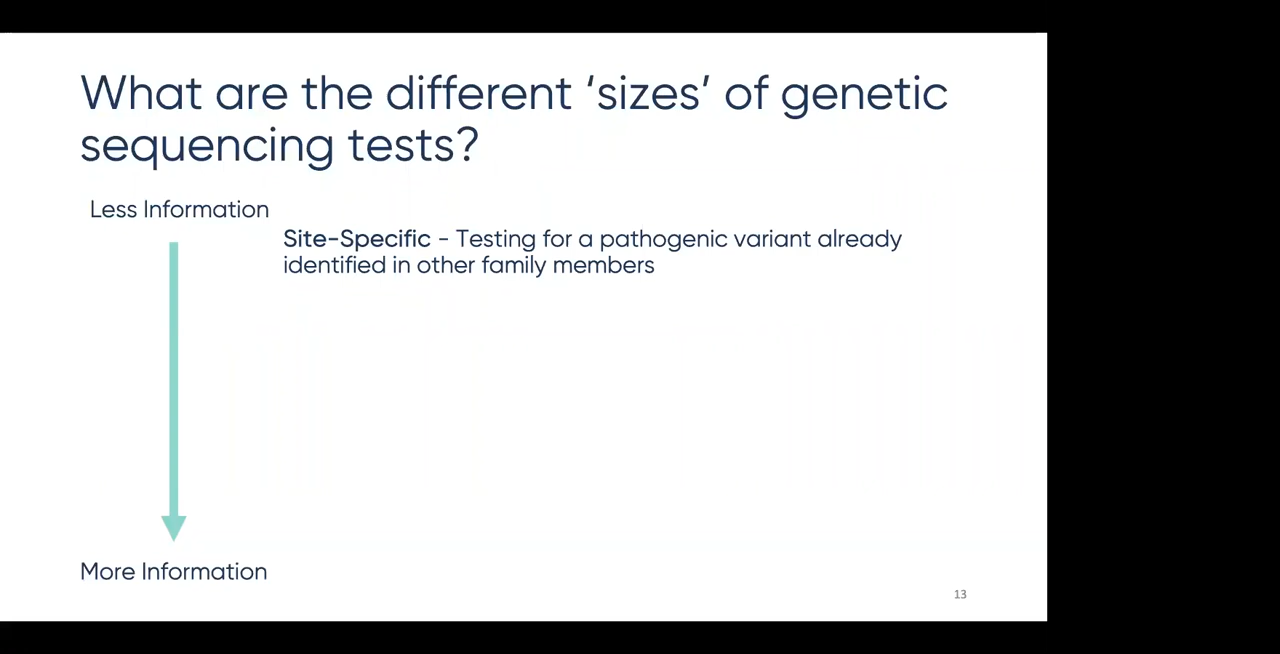 What are the different ‘sizes’ of genetic
sequencing tests?
Less Information
Site-Specific - Testing for a pathogenic variant already
identified in other family members
More Information
13